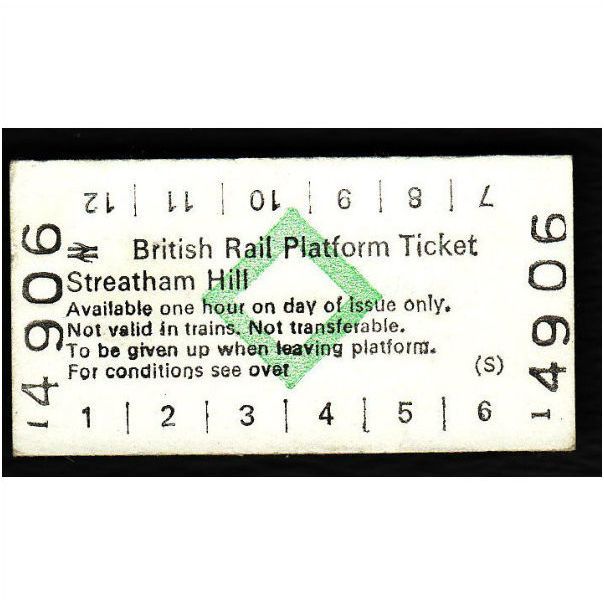 12 | 11 | 10 | 9 | 8 | 7
British Rail Platform Ticket
Streatham Hill
Available one hour on day of issue only.
Not valid in trains. Not transferable.
To be given up when leaving platform.
For conditions see over
(S)
1 | 2 | 3 | 4 | 5 | 6
14906
14906